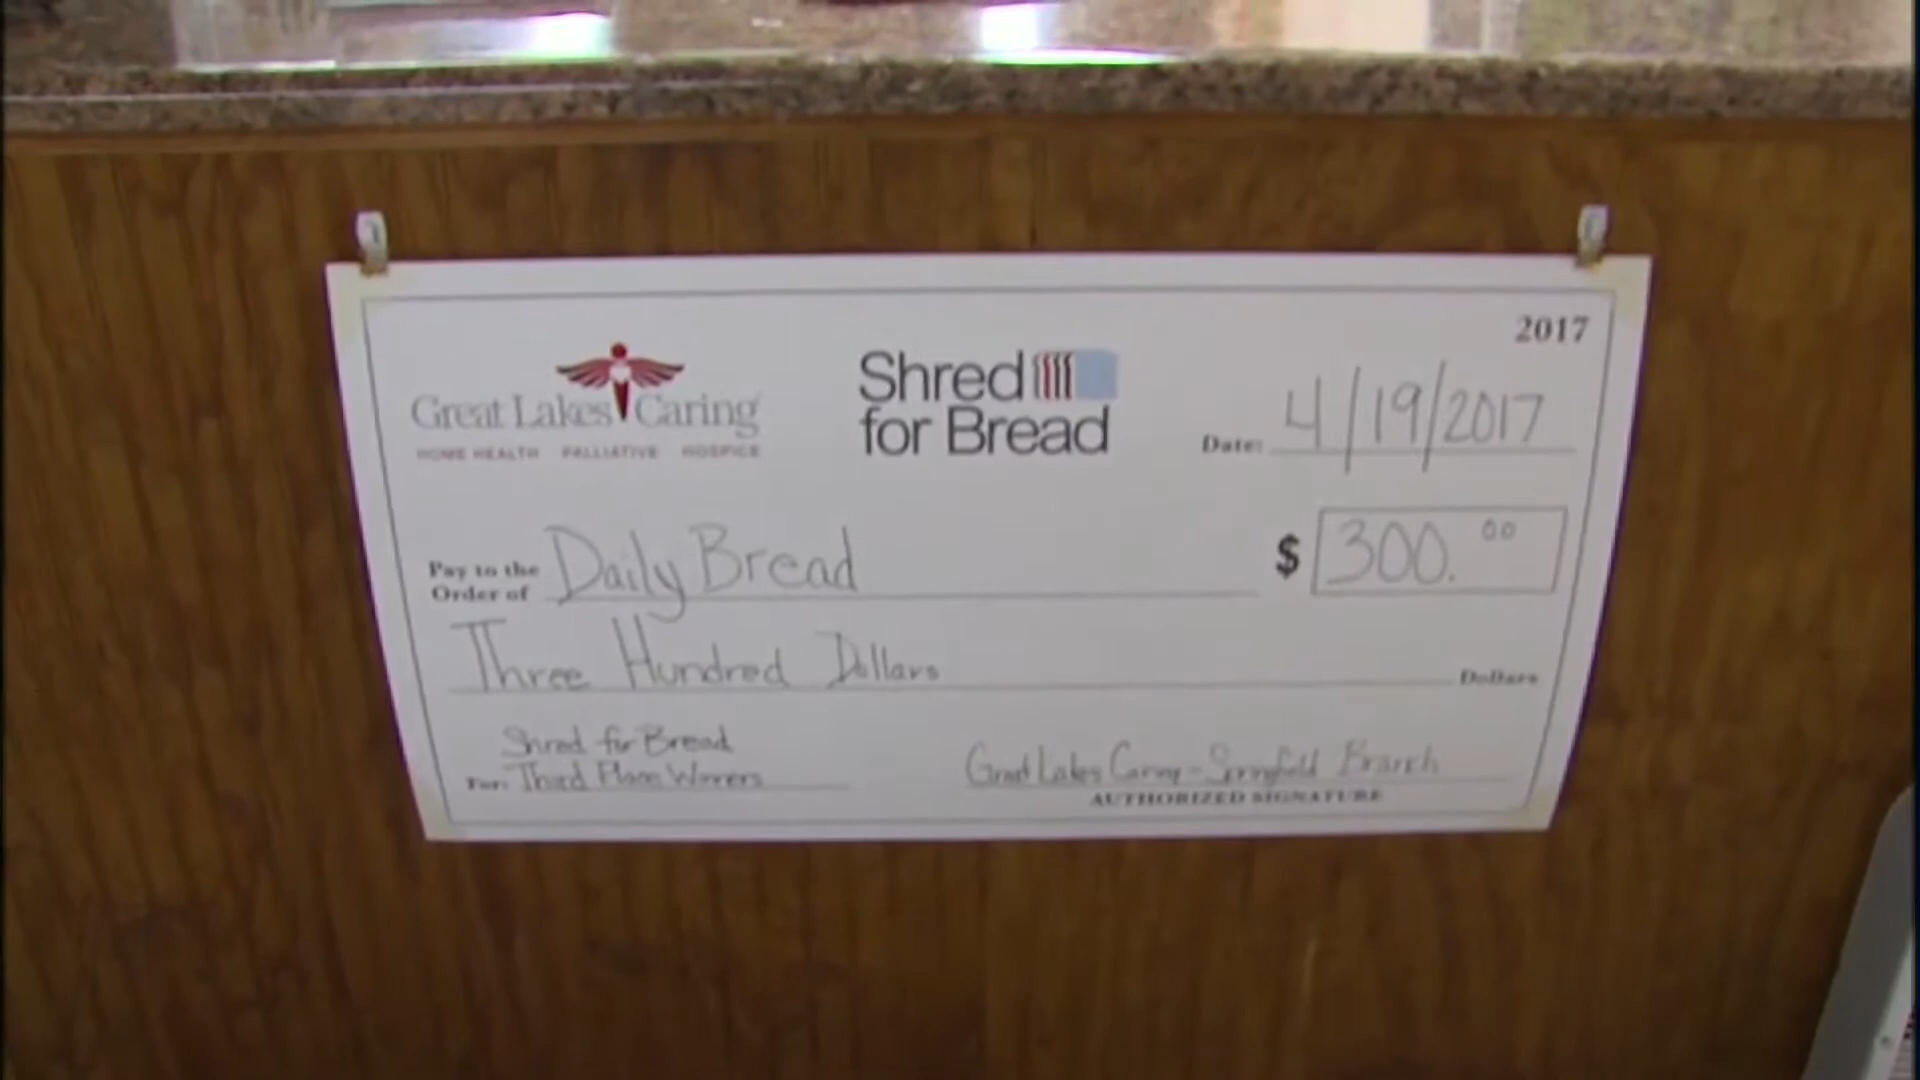 2017
Great Lakes Caring
HOME HEALTH PALLIATIVE HOSPICE
Shred
for Bread
Date: 4/19/2017
Pay to the
Order of Daily Bread
$ 300.00
Three Hundred Dollars Dollars
Shred for Bread
For: Third Place Winners
Great Lakes Caring - Springfield Branch
AUTHORIZED SIGNATURE